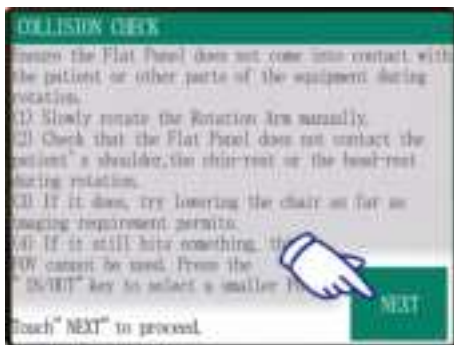 COLLISION CHECK
Ensure the Flat Panel does not come into contact with
the patient or other parts of the equipment during
rotation.
(1) Slowly rotate the Rotation Arm manually.
(2) Check that the Flat Panel does not contact the
patient's shoulder, the chin-rest or the head-rest
during rotation.
(3) If it does, try lowering the chair as far as
imaging requirement permits.
(4) If it still hits something, the
FOV cannot be used. Press the
"IN/OUT" key to select a smaller
Touch "NEXT" to proceed.
NEXT